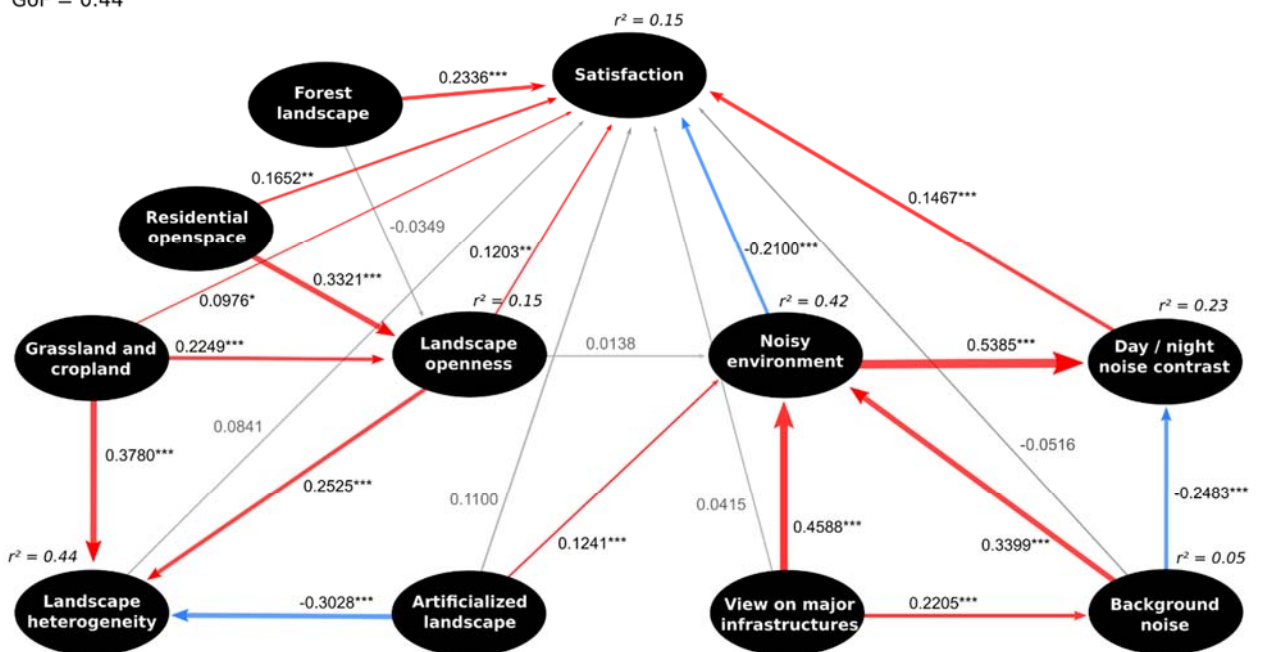 GoF = 0.44
r² = 0.15
Satisfaction
0.2336***
Forest
landscape
0.1652**
Residential
openspace
-0.0349
0.1467***
0.1203**
-0.2100***
0.3321***
0.0976*
r² = 0.15
r² = 0.42
r² = 0.23
Grassland and
cropland
0.2249***
Landscape
openness
0.0138
Noisy
environment
0.5385***
Day / night
noise contrast
0.0841
-0.0516
0.3780***
0.2525***
0.1100
0.0415
-0.2483***
0.4588***
0.1241***
0.3399***
r² = 0.44
r² = 0.05
Landscape
heterogeneity
-0.3028***
Artificialized
landscape
View on major
infrastructures
0.2205***
Background
noise